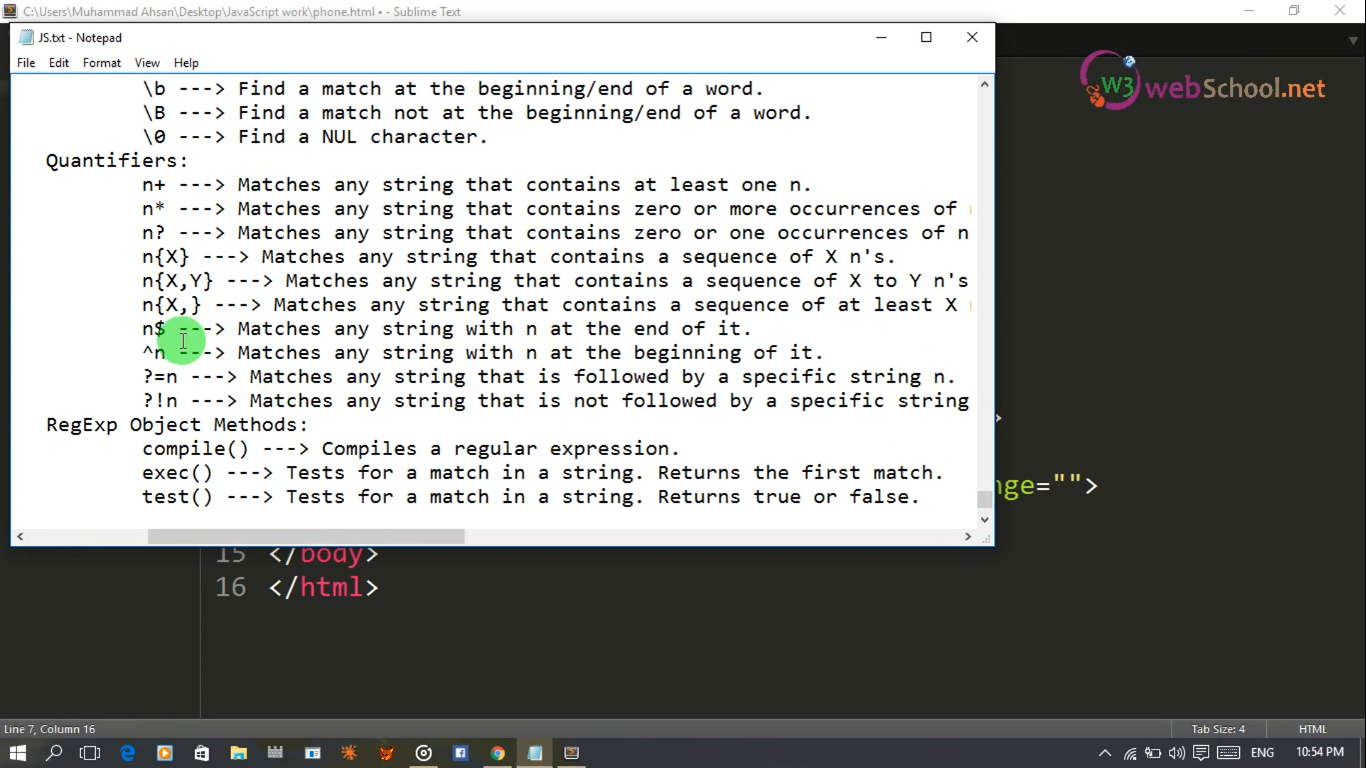 C:\Users\Muhammad Ahsan\Desktop\JavaScript work\phone.html • - Sublime Text
JS.txt - Notepad
File Edit Format View Help
W3webSchool.net
\b ---> Find a match at the beginning/end of a word.
\B ---> Find a match not at the beginning/end of a word.
\0 ---> Find a NUL character.
Quantifiers:
n+ ---> Matches any string that contains at least one n.
n* ---> Matches any string that contains zero or more occurrences of
n? ---> Matches any string that contains zero or one occurrences of n
n{X} ---> Matches any string that contains a sequence of X n's.
n{X,Y} ---> Matches any string that contains a sequence of X to Y n's
n{X,} ---> Matches any string that contains a sequence of at least X
n$ ---> Matches any string with n at the end of it.
^n ---> Matches any string with n at the beginning of it.
?=n ---> Matches any string that is followed by a specific string n.
?!n ---> Matches any string that is not followed by a specific string
RegExp Object Methods:
compile() ---> Compiles a regular expression.
exec() ---> Tests for a match in a string. Returns the first match.
test() ---> Tests for a match in a string. Returns true or false.
>
nge="">
15 </body>
16 </html>
Line 7, Column 16 Tab Size: 4 HTML
ENG 10:54 PM